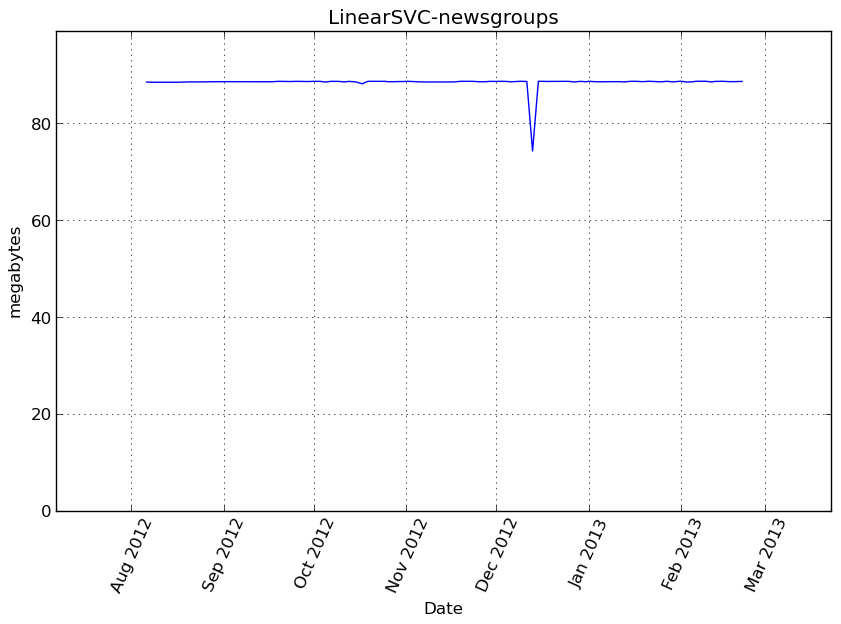 LinearSVC-newsgroups
megabytes
80
60
40
20
0
Aug 2012
Sep 2012
Oct 2012
Nov 2012
Dec 2012
Jan 2013
Feb 2013
Mar 2013
Date